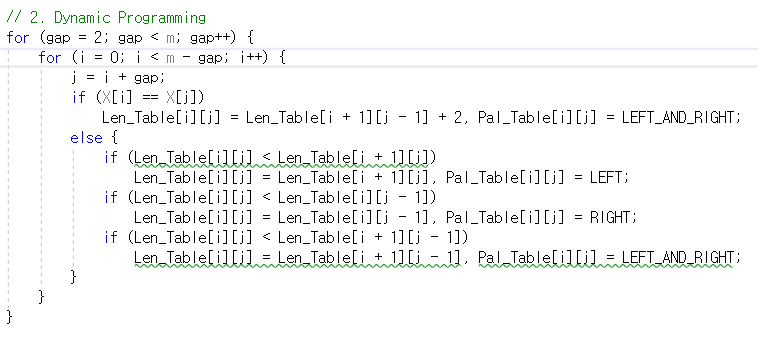 // 2. Dynamic Programming
for (gap = 2; gap < m; gap++) {
for (i = 0; i < m - gap; i++) {
j = i + gap;
if (X[i] == X[j])
Len_Table[i][j] = Len_Table[i + 1][j - 1] + 2, Pal_Table[i][j] = LEFT_AND_RIGHT;
else {
if (Len_Table[i][j] < Len_Table[i + 1][j])
Len_Table[i][j] = Len_Table[i + 1][j], Pal_Table[i][j] = LEFT;
if (Len_Table[i][j] < Len_Table[i][j - 1])
Len_Table[i][j] = Len_Table[i][j - 1], Pal_Table[i][j] = RIGHT;
if (Len_Table[i][j] < Len_Table[i + 1][j - 1])
Len_Table[i][j] = Len_Table[i + 1][j - 1], Pal_Table[i][j] = LEFT_AND_RIGHT;
}
}
}